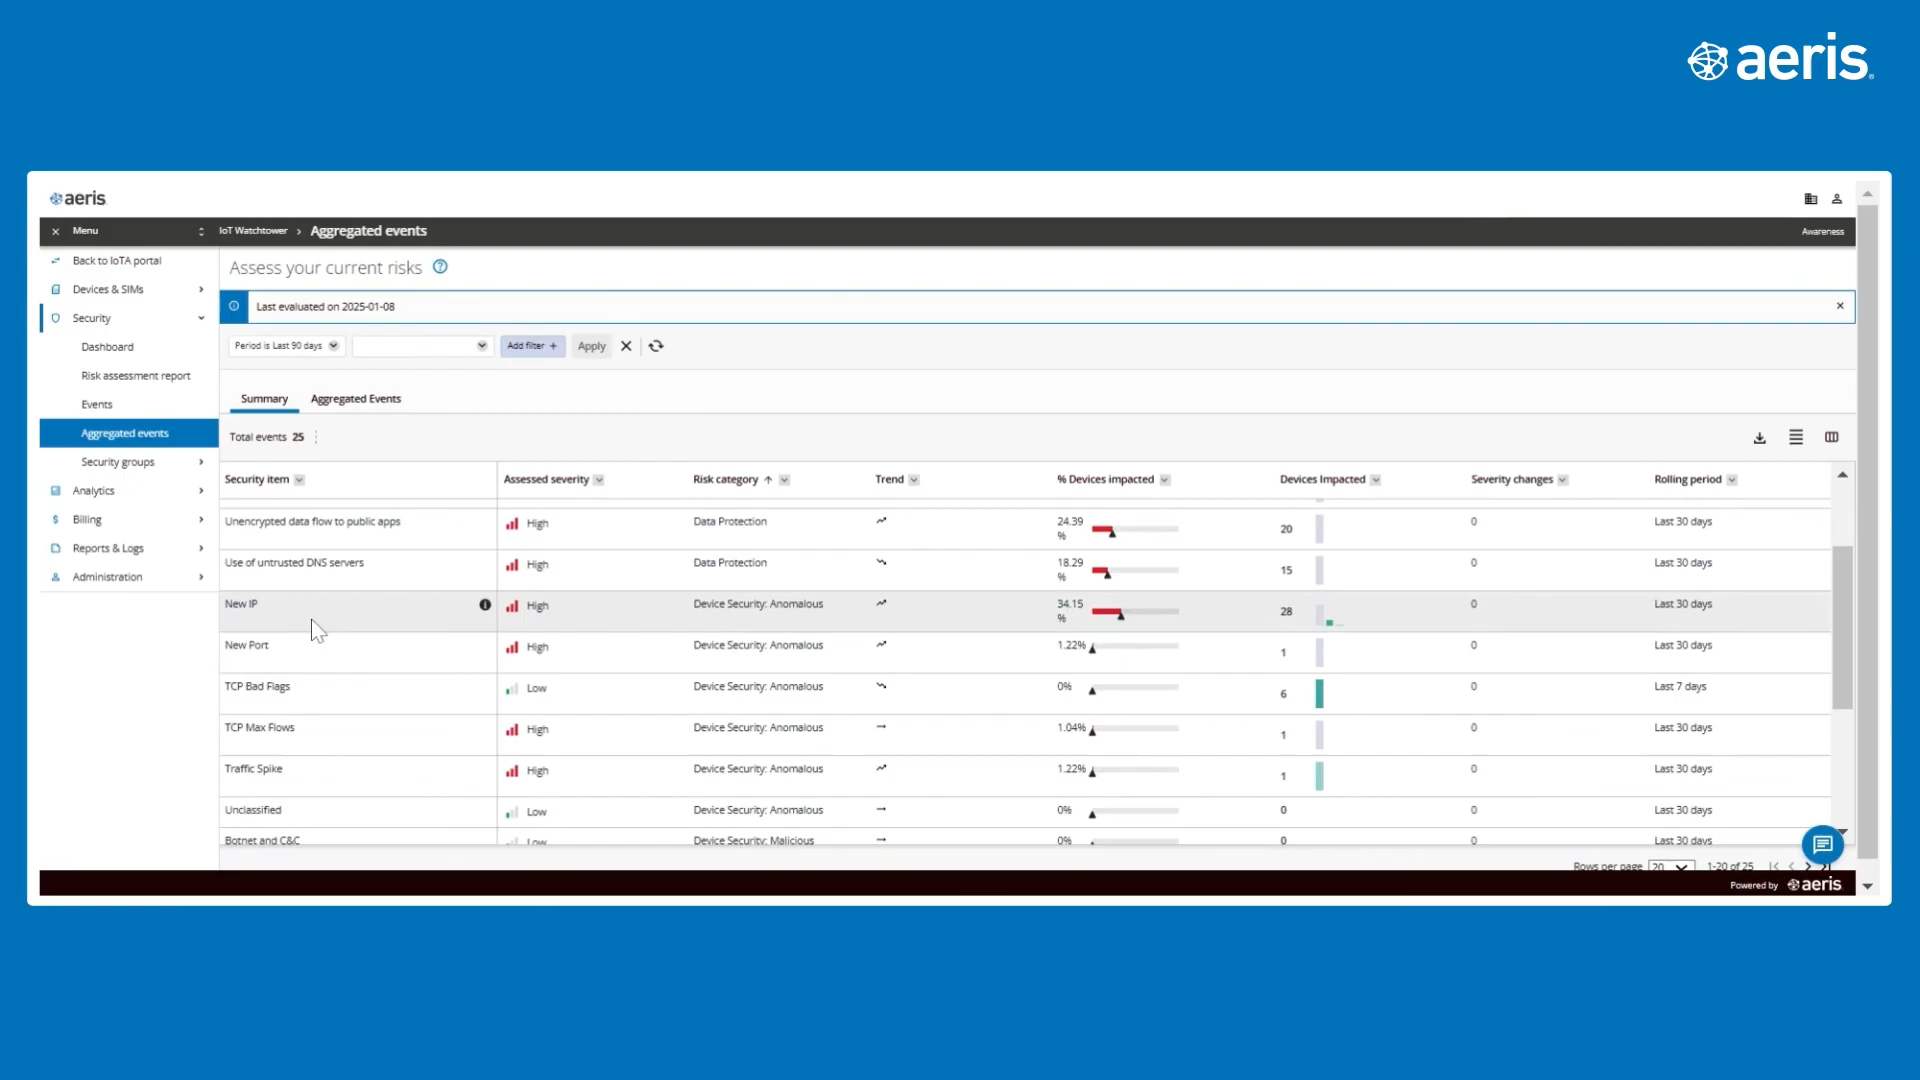 aeris
aeris
Menu
IoT Watchtower > Aggregated events
Awareness
Back to IoTA portal
Devices & SIMs
Security
Dashboard
Risk assessment report
Events
Aggregated events
Security groups
Analytics
Billing
Reports & Logs
Administration
Assess your current risks
Last evaluated on 2025-01-08
Period is Last 90 days
Add filter +
Apply
Summary
Aggregated Events
Total events 25
Security item
Assessed severity
Risk category
Trend
% Devices impacted
Devices Impacted
Severity changes
Rolling period
Unencrypted data flow to public apps High Data Protection 24.39 % 20 0 Last 30 days
Use of untrusted DNS servers High Data Protection 18.29 % 15 0 Last 30 days
New IP High Device Security: Anomalous 34.15 % 28 0 Last 30 days
New Port High Device Security: Anomalous 1.22% 1 0 Last 30 days
TCP Bad Flags Low Device Security: Anomalous 0% 6 0 Last 7 days
TCP Max Flows High Device Security: Anomalous 1.04% 1 0 Last 30 days
Traffic Spike High Device Security: Anomalous 1.22% 1 0 Last 30 days
Unclassified Low Device Security: Anomalous 0% 0 0 Last 30 days
Botnet and C&C Low Device Security: Malicious 0% 0 0 Last 30 days
Rows per page 20 1-20 of 25
Powered by aeris